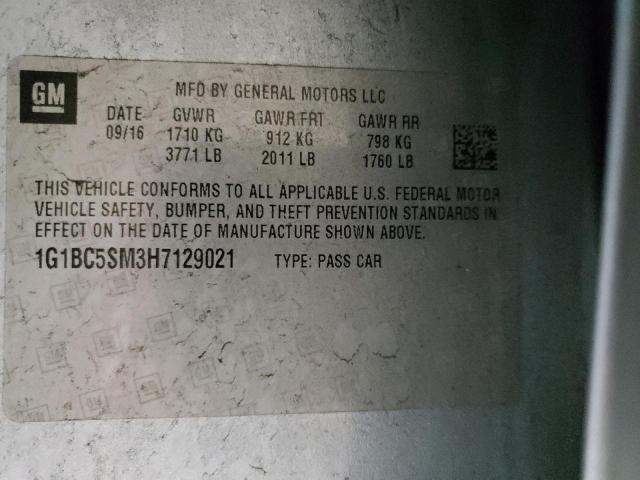 GM
MFD BY GENERAL MOTORS LLC
DATE GVWR GAWR FRT GAWR RR
09/16 1710 KG 912 KG 798 KG
3771 LB 2011 LB 1760 LB
THIS VEHICLE CONFORMS TO ALL APPLICABLE U.S. FEDERAL MOTOR
VEHICLE SAFETY, BUMPER, AND THEFT PREVENTION STANDARDS IN
EFFECT ON THE DATE OF MANUFACTURE SHOWN ABOVE.
1G1BC5SM3H7129021 TYPE: PASS CAR